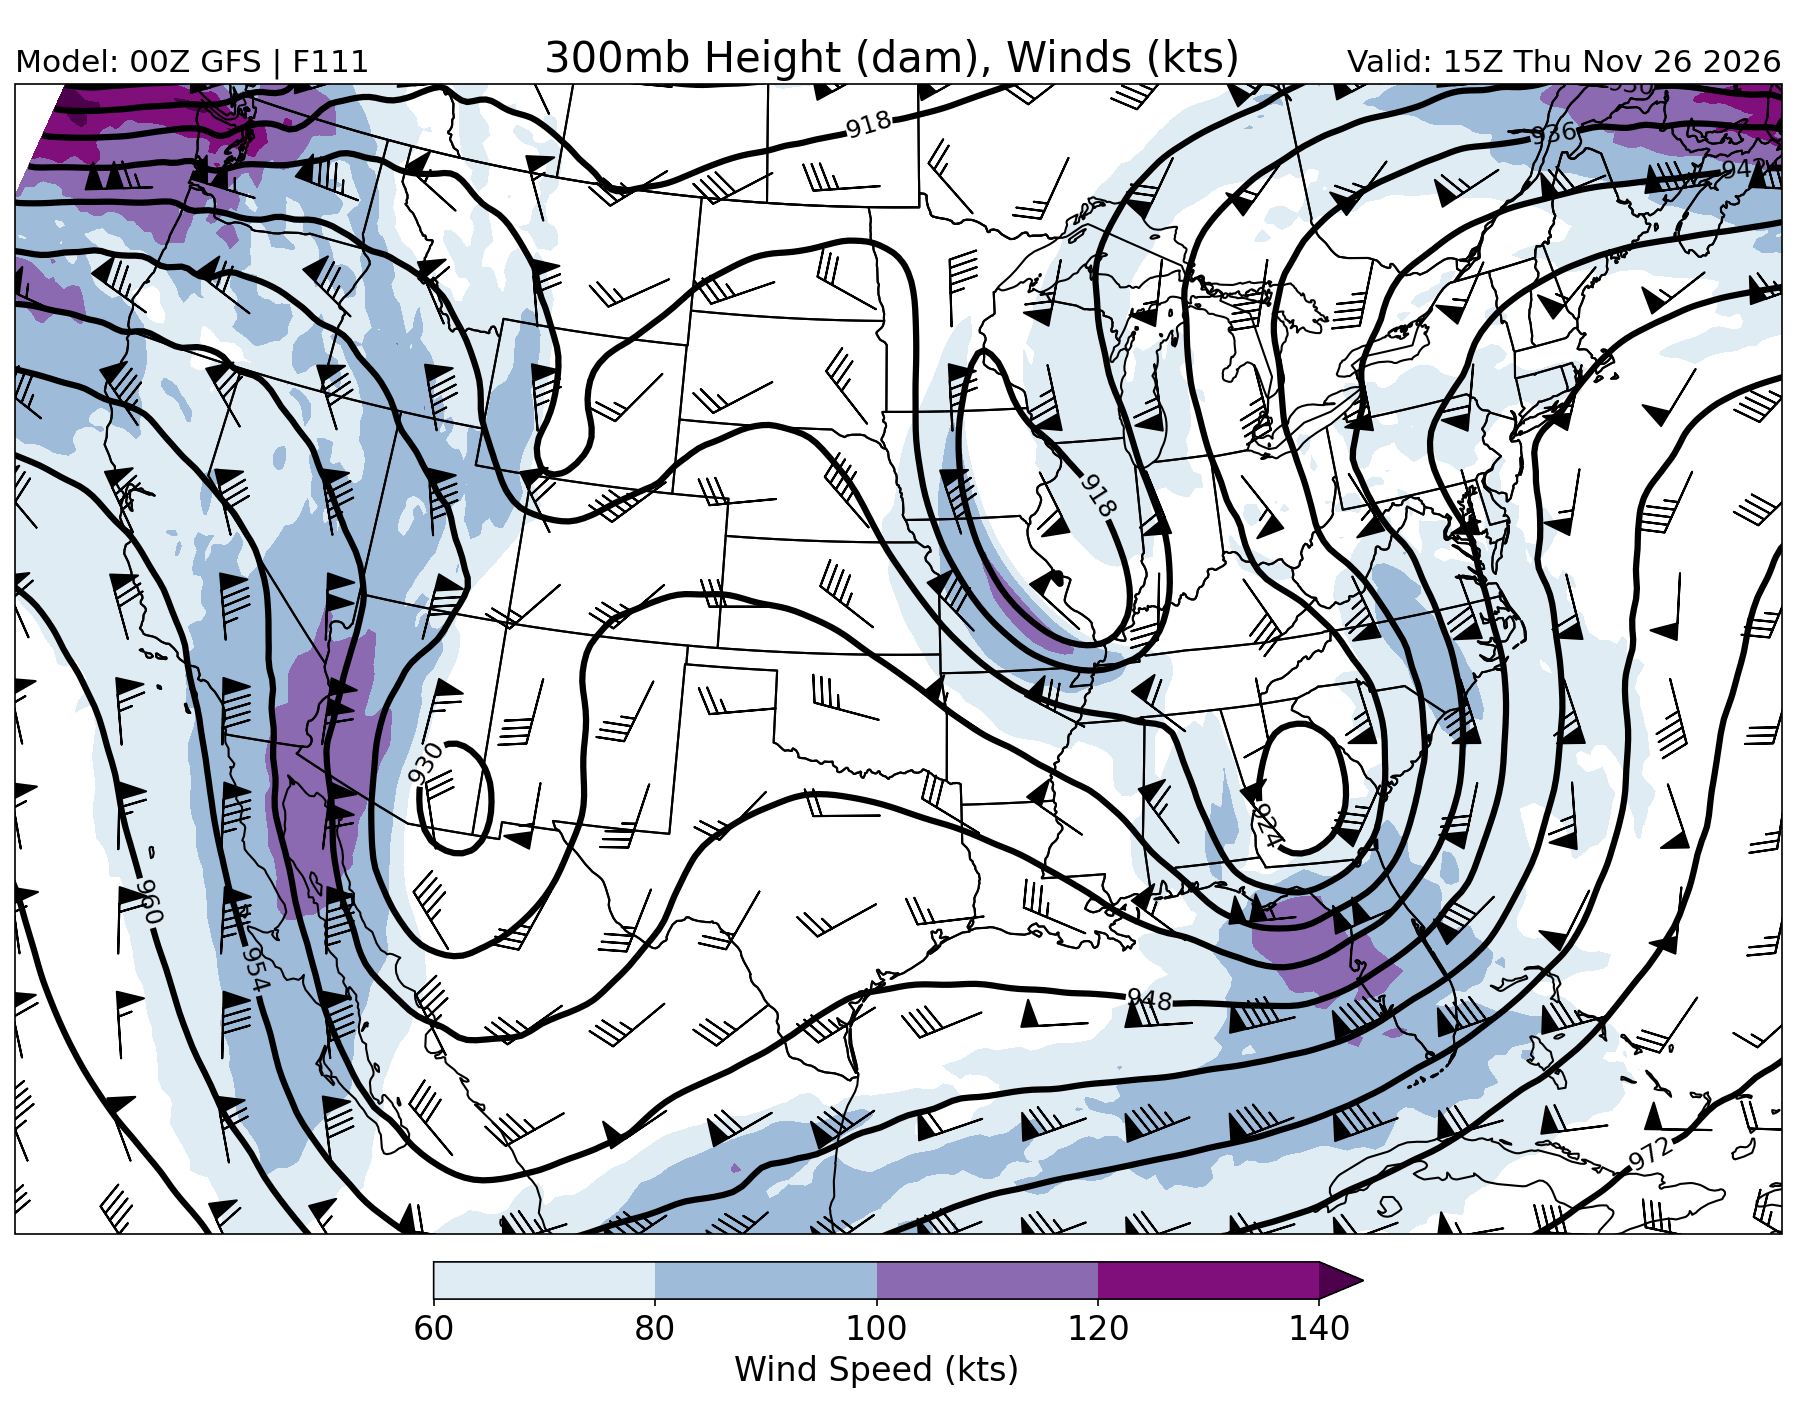 Model: 00Z GFS | F111
300mb Height (dam), Winds (kts)
Valid: 15Z Thu Nov 26 2026
930
918
936
942
918
930
924
960
954
948
972
60 80 100 120 140
Wind Speed (kts)